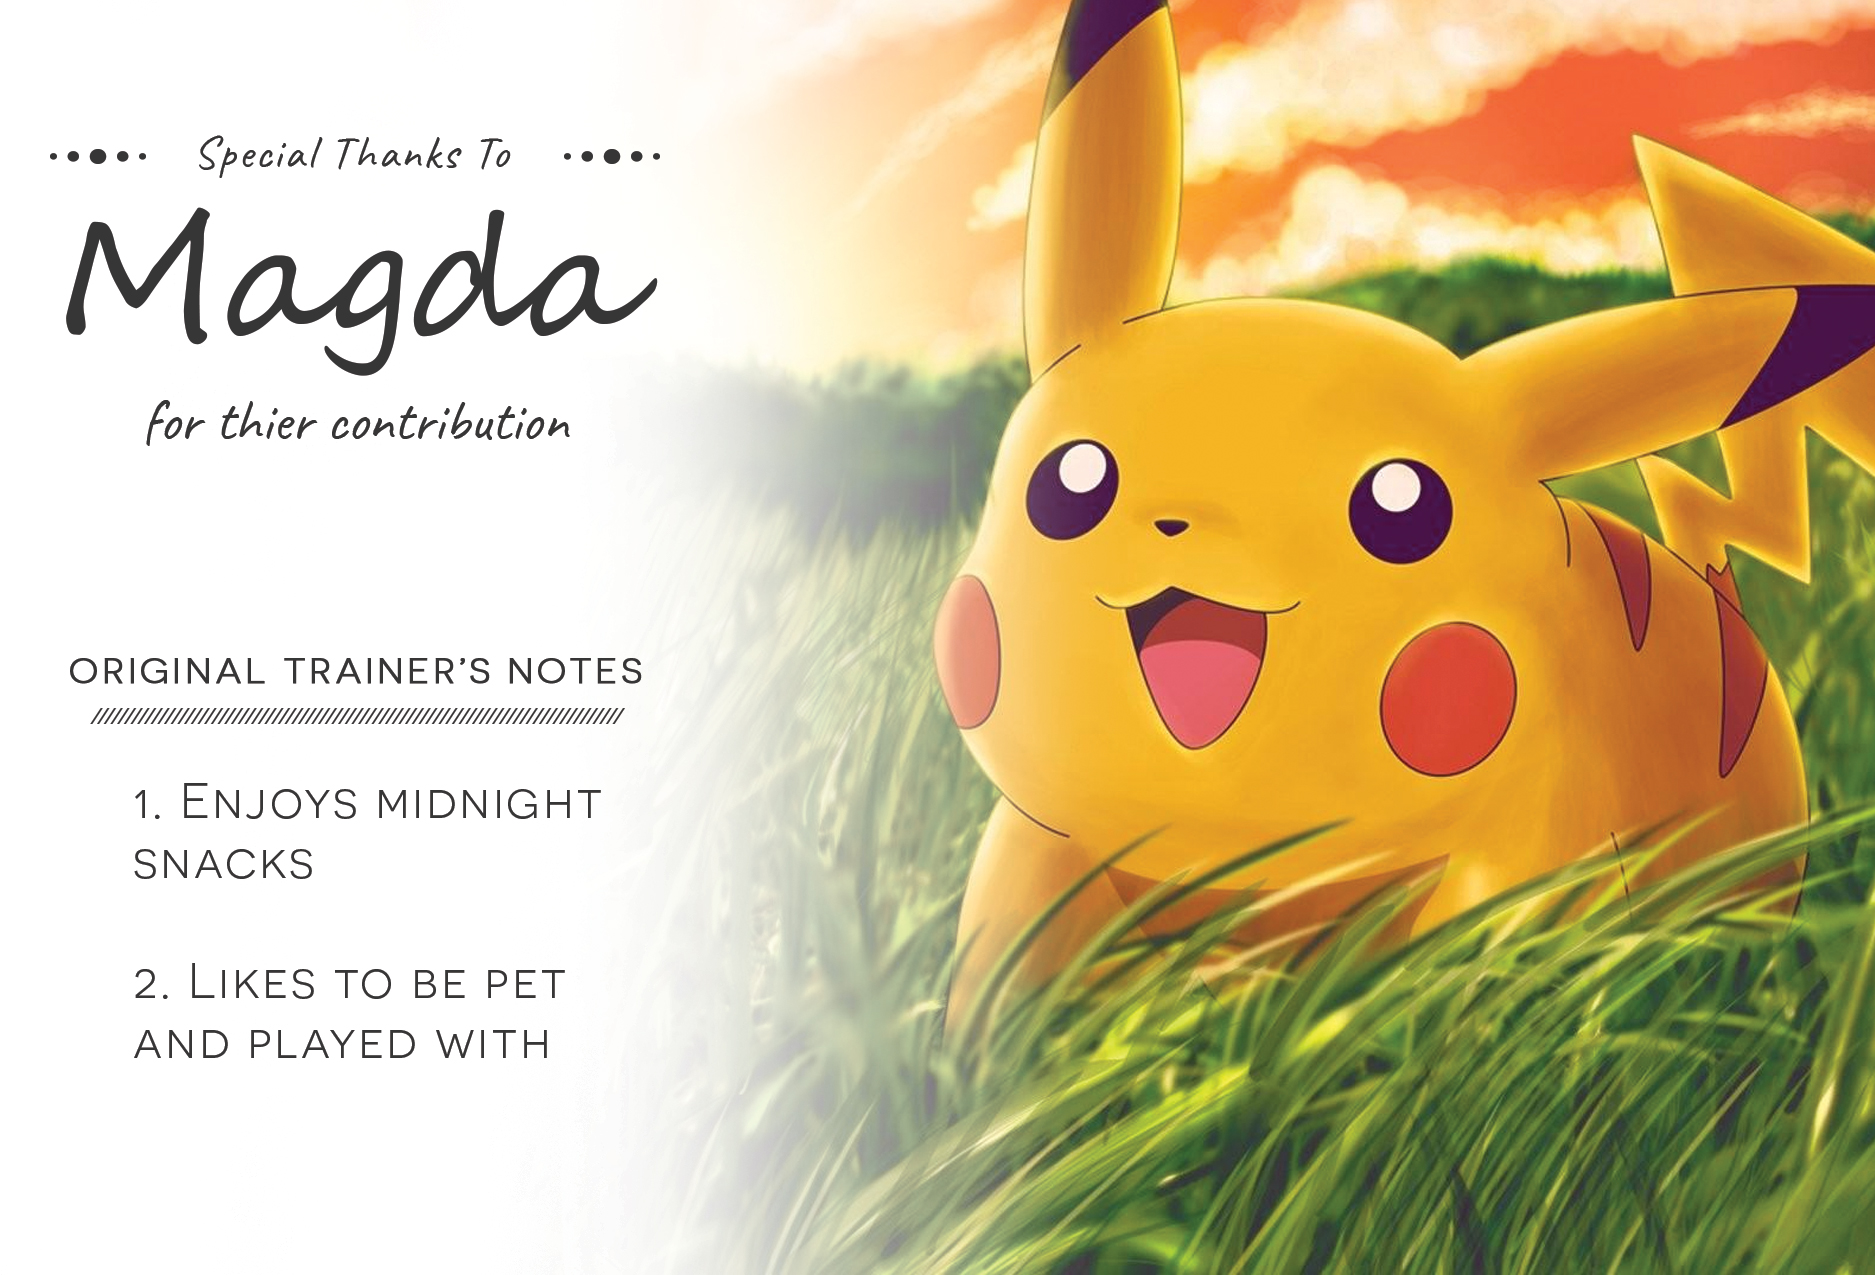 Special Thanks To
Magda
for thier contribution
ORIGINAL TRAINER’S NOTES
1. ENJOYS MIDNIGHT
SNACKS
2. LIKES TO BE PET
AND PLAYED WITH